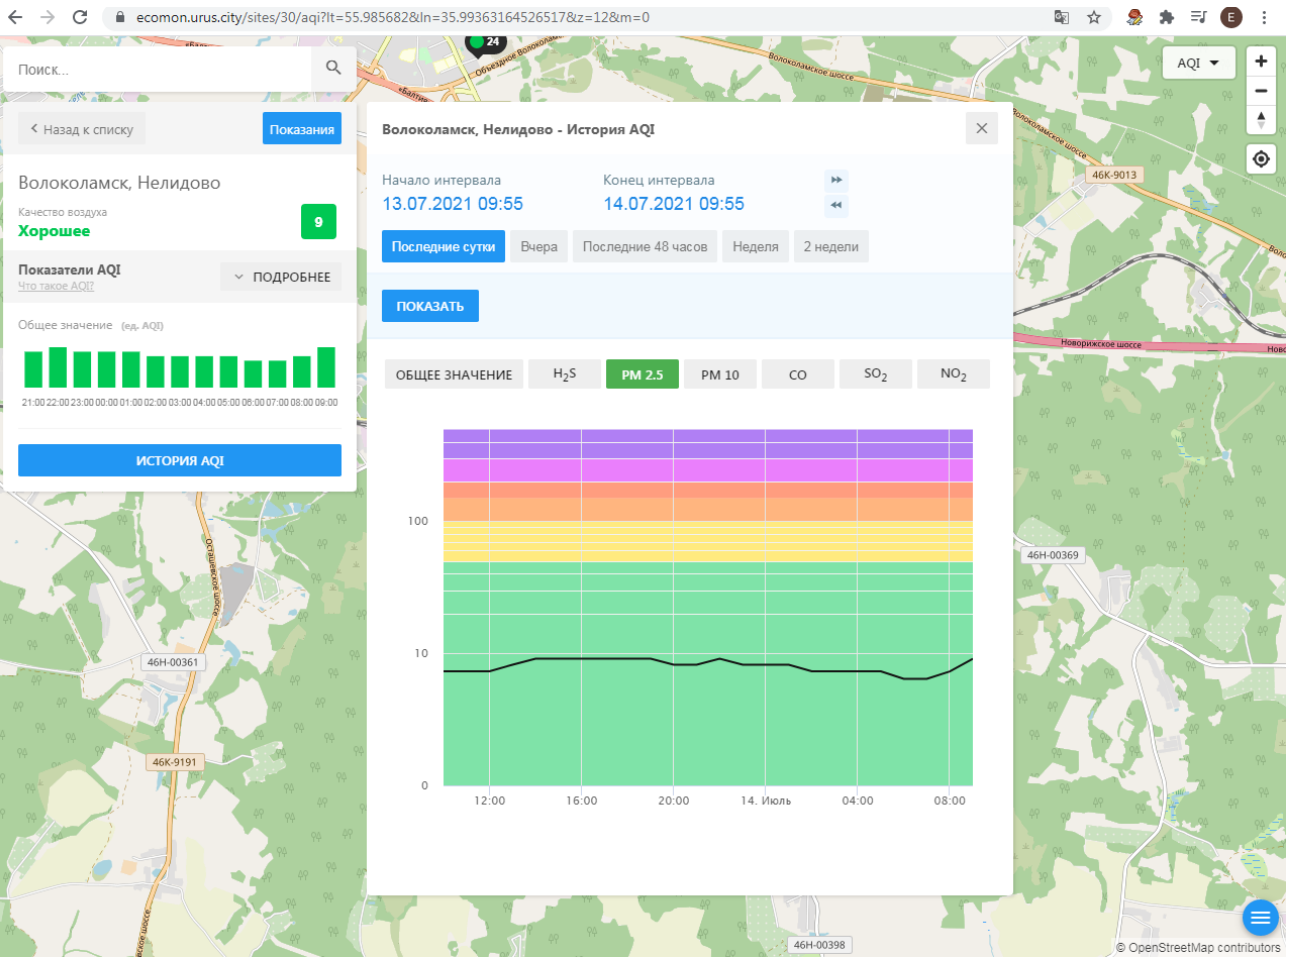 ecomon.urus.city/sites/30/aqi?lt=55.985682&ln=35.99363164526517&z=12&m=0
E
24
Объездное Волоколамск
Волоколамское шоссе
Поиск...
AQI
+
−
Назад к списку
Показания
Волоколамск, Нелидово - История AQI
Волоколамское шоссе
46К-9013
Волоколамск, Нелидово
Качество воздуха
Хорошее
9
Начало интервала
Конец интервала
13.07.2021 09:55
14.07.2021 09:55
Последние сутки
Вчера
Последние 48 часов
Неделя
2 недели
Показатели AQI
Что такое AQI?
ПОДРОБНЕЕ
ПОКАЗАТЬ
Общее значение (ед. AQI)
21:00 22:00 23:00 00:00 01:00 02:00 03:00 04:00 05:00 06:00 07:00 08:00 09:00
Новорижское шоссе
ОБЩЕЕ ЗНАЧЕНИЕ
H₂S
PM 2.5
PM 10
CO
SO₂
NO₂
ИСТОРИЯ AQI
100
10
0
12:00
16:00
20:00
14. Июль
04:00
08:00
Осташёвское шоссе
46Н-00369
46Н-00361
46К-9191
46Н-00398
© OpenStreetMap contributors